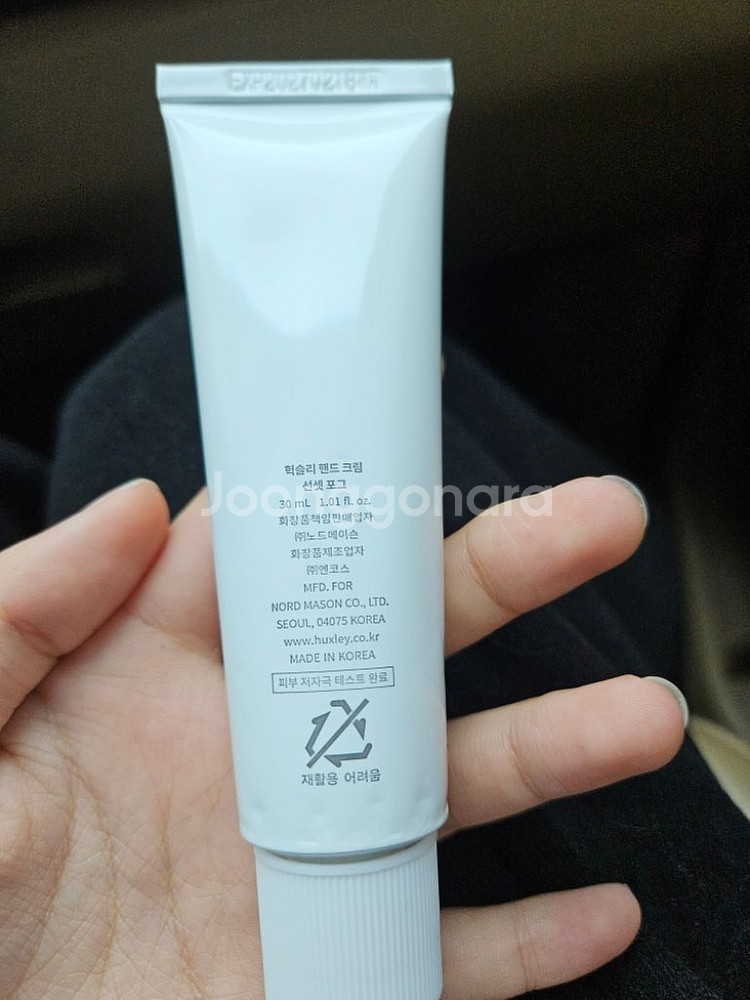 헉슬리 핸드 크림
선셋 포그
30 mL 1.01 fl. oz.
화장품책임판매업자
㈜노드메이슨
화장품제조업자
㈜엔코스
MFD. FOR
NORD MASON CO., LTD.
SEOUL, 04075 KOREA
www.huxley.co.kr
MADE IN KOREA
피부 저자극 테스트 완료
재활용 어려움
Joonggonara